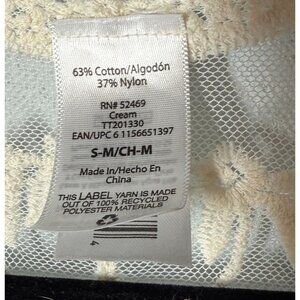 63% Cotton/Algodón
37% Nylon
RN# 52469
Cream
TT201330
EAN/UPC 6 1156651397
S-M/CH-M
Made In/Hecho En
China
THIS LABEL YARN IS MADE
OUT OF 100% RECYCLED
POLYESTER MATERIALS
4